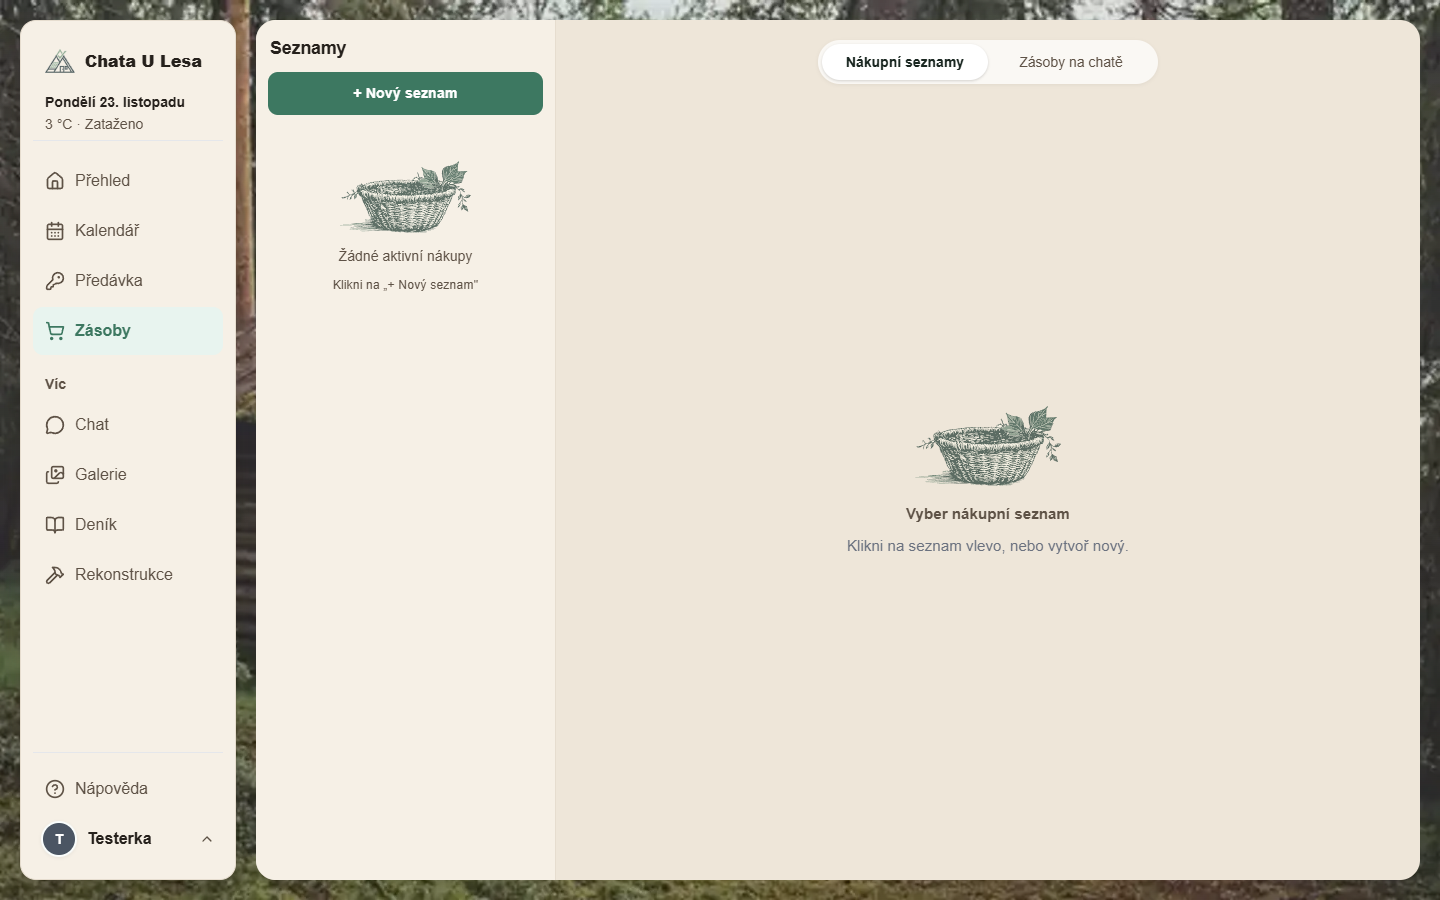 Chata U Lesa
Pondělí 23. listopadu
3 °C · Zataženo
Přehled
Kalendář
Předávka
Zásoby
Víc
Chat
Galerie
Deník
Rekonstrukce
Nápověda
T
Testerka
Seznamy
+ Nový seznam
Žádné aktivní nákupy
Klikni na „+ Nový seznam"
Nákupní seznamy
Zásoby na chatě
Vyber nákupní seznam
Klikni na seznam vlevo, nebo vytvoř nový.